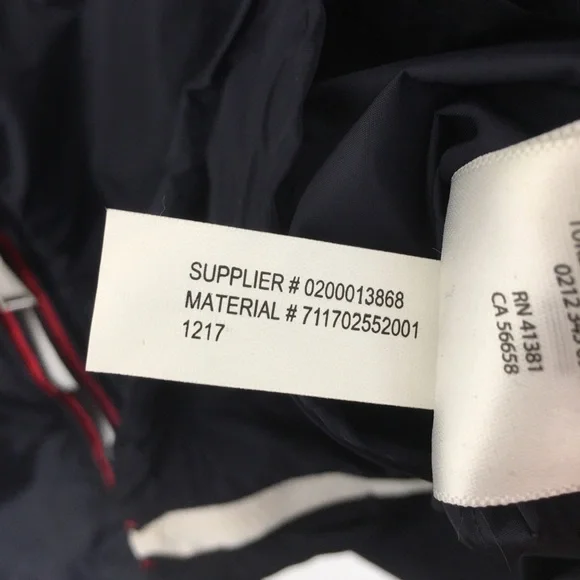 SUPPLIER # 0200013868
MATERIAL # 711702552001
1217
RN 41381
CA 56658